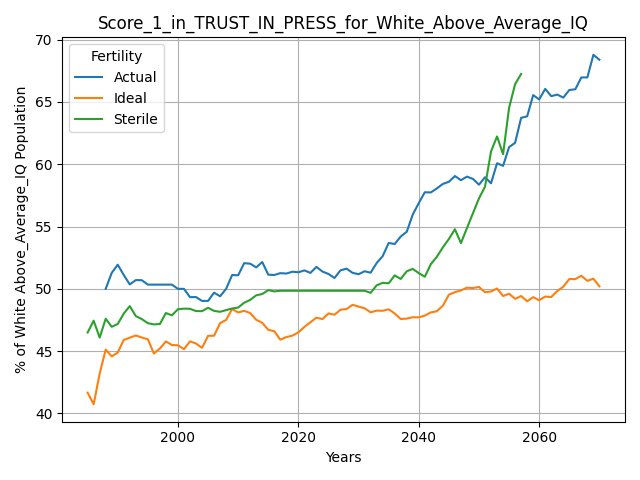 Score_1_in_TRUST_IN_PRESS_for_White_Above_Average_IQ
Fertility
Actual
Ideal
Sterile
% of White Above_Average_IQ Population
70
65
60
55
50
45
40
2000
2020
2040
2060
Years